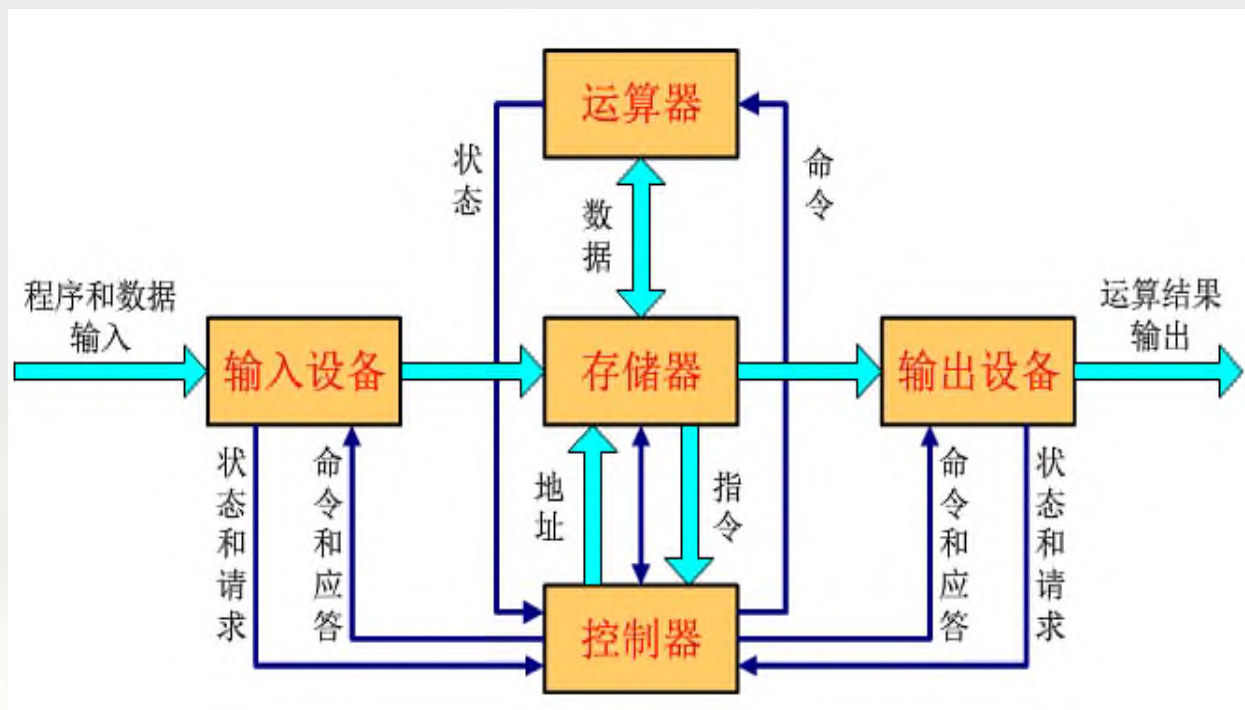 运算器
状态
命令
数据
程序和数据
输入
运算结果
输出
输入设备
存储器
输出设备
状态和请求
命令和应答
地址
指令
命令和应答
状态和请求
控制器